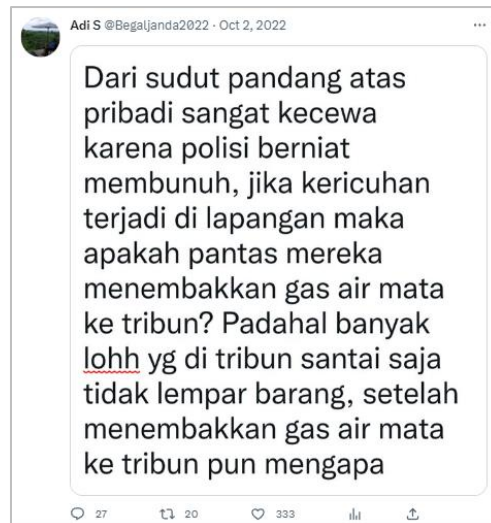 Adi S @Begaljanda2022 · Oct 2, 2022
Dari sudut pandang atas
pribadi sangat kecewa
karena polisi berniat
membunuh, jika kericuhan
terjadi di lapangan maka
apakah pantas mereka
menembakkan gas air mata
ke tribun? Padahal banyak
lohh yg di tribun santai saja
tidak lempar barang, setelah
menembakkan gas air mata
ke tribun pun mengapa
27 20 333